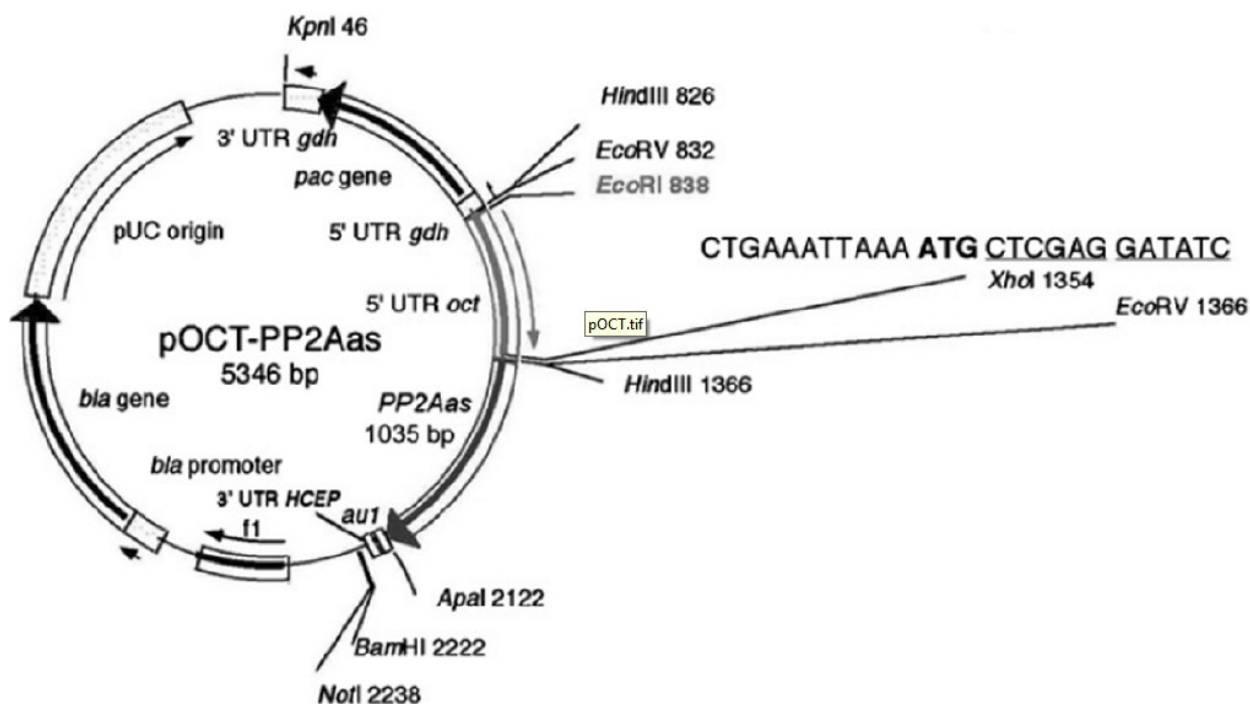 KpnI 46
HindIII 826
3' UTR gdh
EcoRV 832
pac gene
EcoRI 838
pUC origin
5' UTR gdh
CTGAAATTAAA ATG CTCGAG GATATC
XhoI 1354
5' UTR oct
EcoRV 1366
pOCT.tif
pOCT-PP2Aas
5346 bp
HindIII 1366
bla gene
PP2Aas
1035 bp
bla promoter
3' UTR HCEP
au1
f1
ApaI 2122
BamHI 2222
NotI 2238